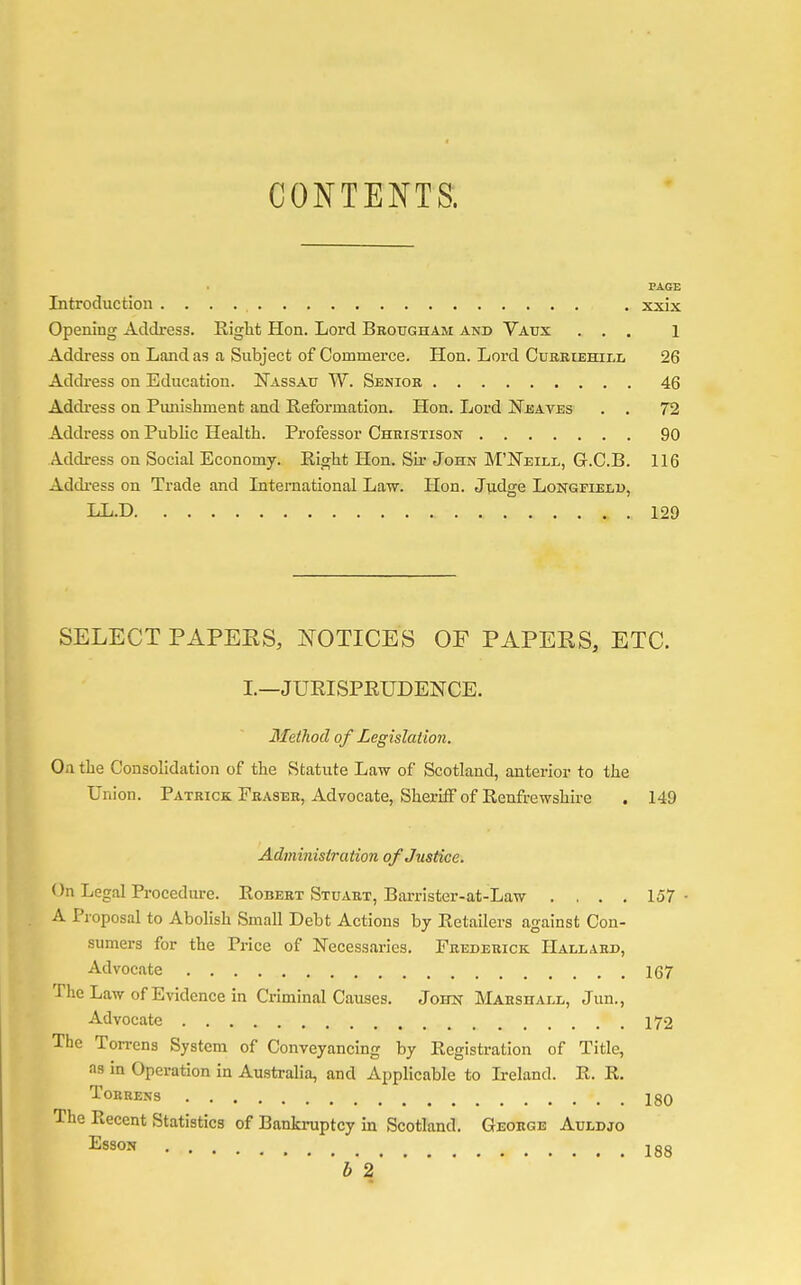 CONTENTS.
PAGE
Introduction . . . . . . . . . . . . . . . . . . . . xxix
Opening Address. Right Hon. Lord Brougham and Vaux . . . 1
Address on Land as a Subject of Commerce. Hon. Lord Curriehill 26
Address on Education. Nassau W. Senior . . . . . . . . . 46
Address on Punishment and Reformation. Hon. Lord Neaves . . 72
Address on Public Health. Professor Christison . . . . . . . 90
Address on Social Economy. Right Hon. Sir John M'Neill, G.C.B. 116
Address on Trade and International Law. Hon. Judge Longfield,
LL.D. . . . . . . . . . . . . . . . . . . . . . 129
SELECT PAPERS, NOTICES OF PAPERS, ETC.
I.—JURISPRUDENCE.
Method of Legislation.
On the Consolidation of the Statute Law of Scotland, anterior to the
Union. Patrick Fraser, Advocate, Sheriff of Renfrewshire . 149
Administration of Justice.
On Legal Procedure. Robert Stuart, Barrister-at-Law . . . . 157
A Proposal to Abolish Small Debt Actions by Retailers against Con-
sumers for the Price of Necessaries. Frederick Hallard,
Advocate . . . . . . . . . . . . . . . . . . . 167
The Law of Evidence in Criminal Causes. John Marshall, Jun.,
Advocate . . . . . . . . . . . . . . . . . . . 172
The Torrens System of Conveyancing by Registration of Title,
as in Operation in Australia, and Applicable to Ireland. R. R.
Torrens . . . . . . . . . . . . . . . . . . . 180
The Recent Statistics of Bankruptcy in Scotland. George Auldjo
Esson . . . . . . . . . . . . . . . . . . . . 188
b 2